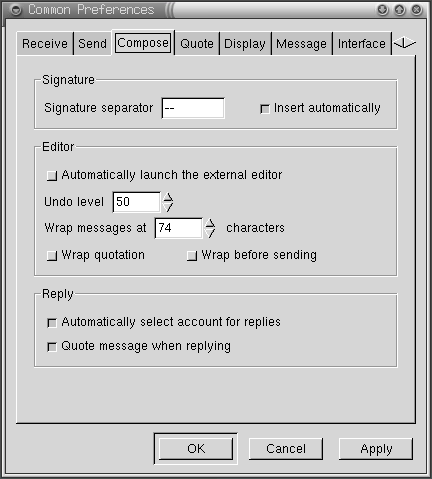 Common Preferences
Receive Send Compose Quote Display Message Interface
Signature
Signature separator -- Insert automatically
Editor
Automatically launch the external editor
Undo level 50
Wrap messages at 74 characters
Wrap quotation Wrap before sending
Reply
Automatically select account for replies
Quote message when replying
OK Cancel Apply